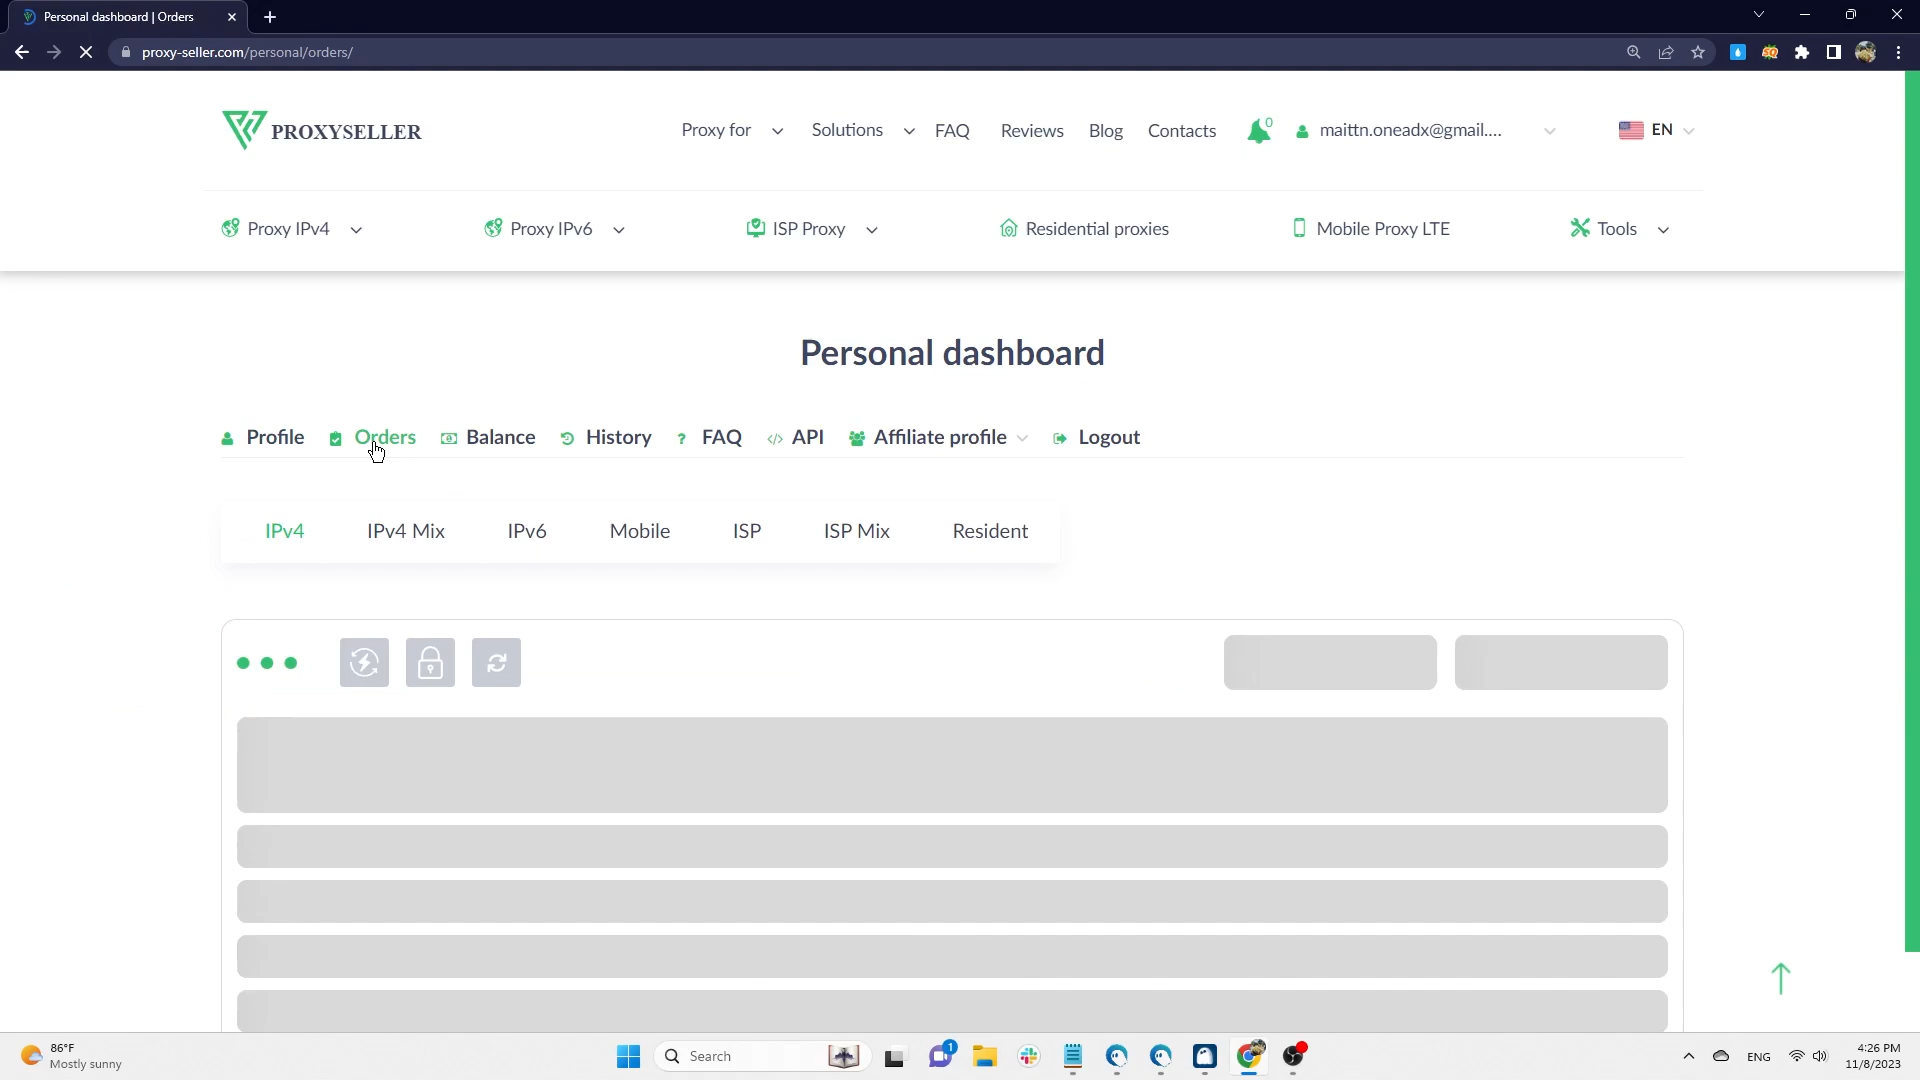 Personal dashboard | Orders
proxy-seller.com/personal/orders/
PROXYSELLER
Proxy for
Solutions
FAQ
Reviews
Blog
Contacts
0
maittn.oneadx@gmail....
EN
Proxy IPv4
Proxy IPv6
ISP Proxy
Residential proxies
Mobile Proxy LTE
Tools
Personal dashboard
Profile
Orders
Balance
History
? FAQ
</> API
Affiliate profile
Logout
IPv4
IPv4 Mix
IPv6
Mobile
ISP
ISP Mix
Resident
86°F
Mostly sunny
Search
1
ENG
4:26 PM
11/8/2023